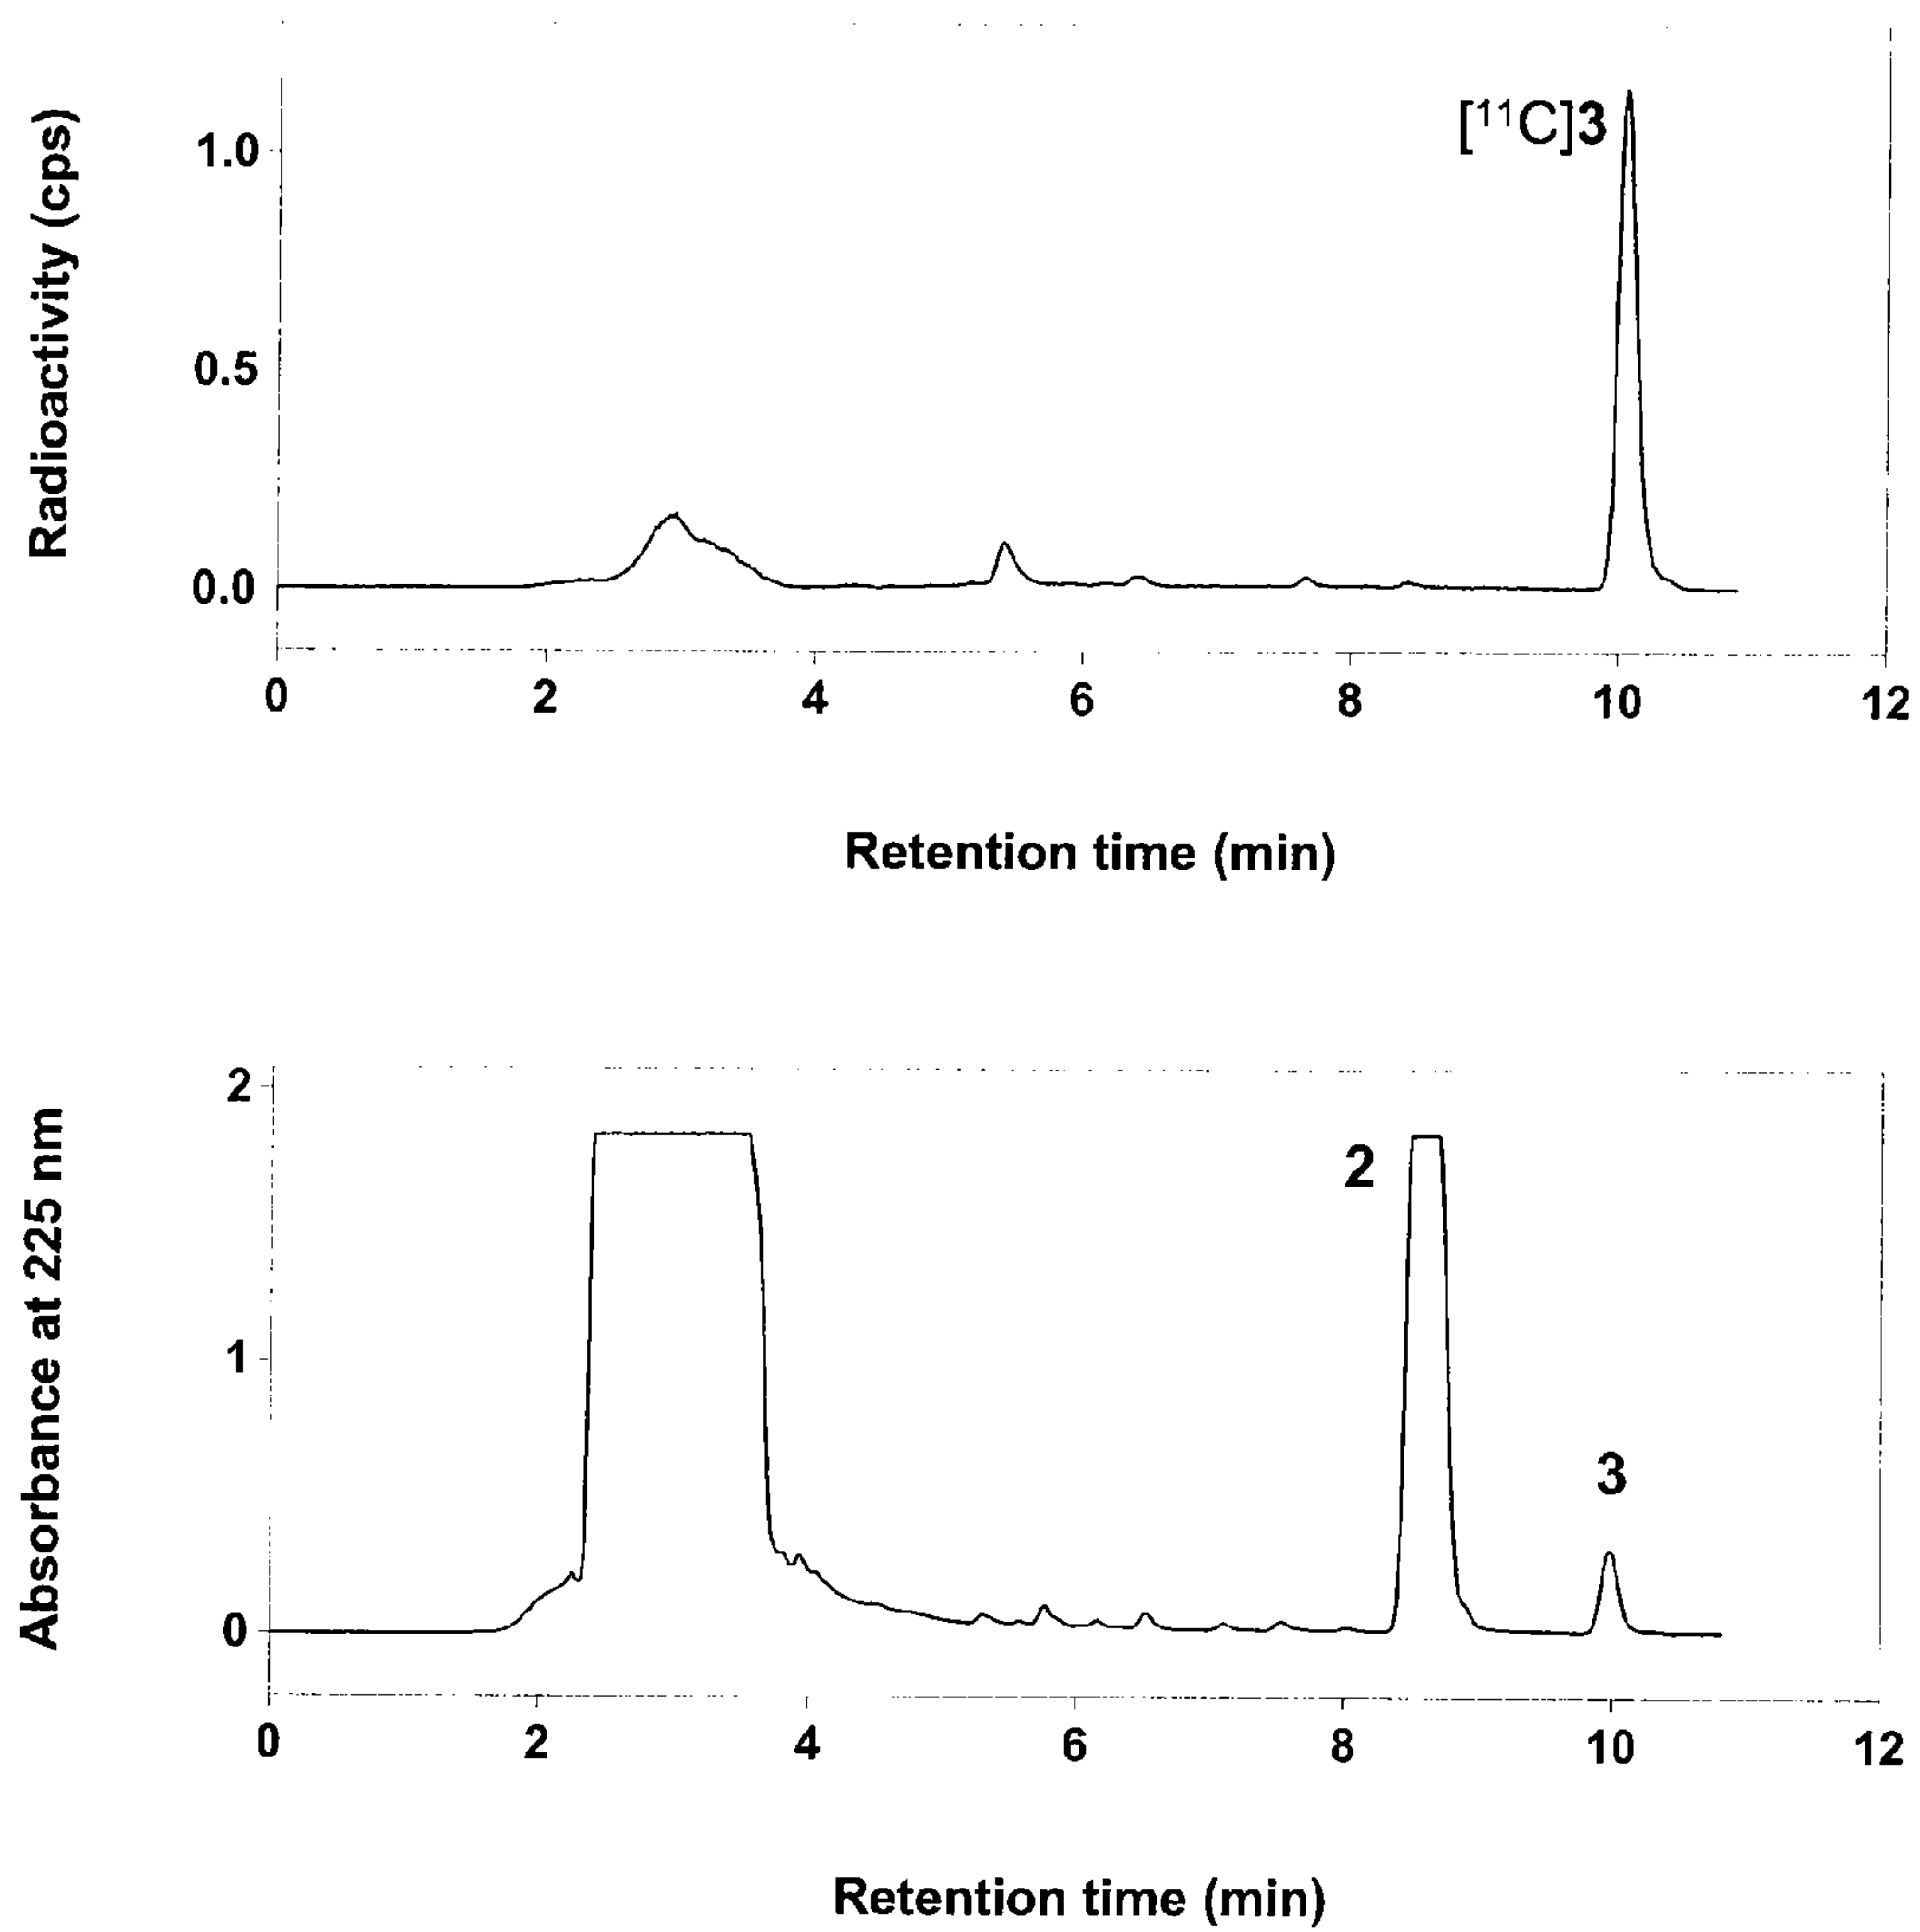 Radioactivity (cps)
1.0
0.5
0.0
[¹¹C]3
0 2 4 6 8 10 12
Retention time (min)
Absorbance at 225 nm
2
1
0
2
3
0 2 4 6 8 10 12
Retention time (min)